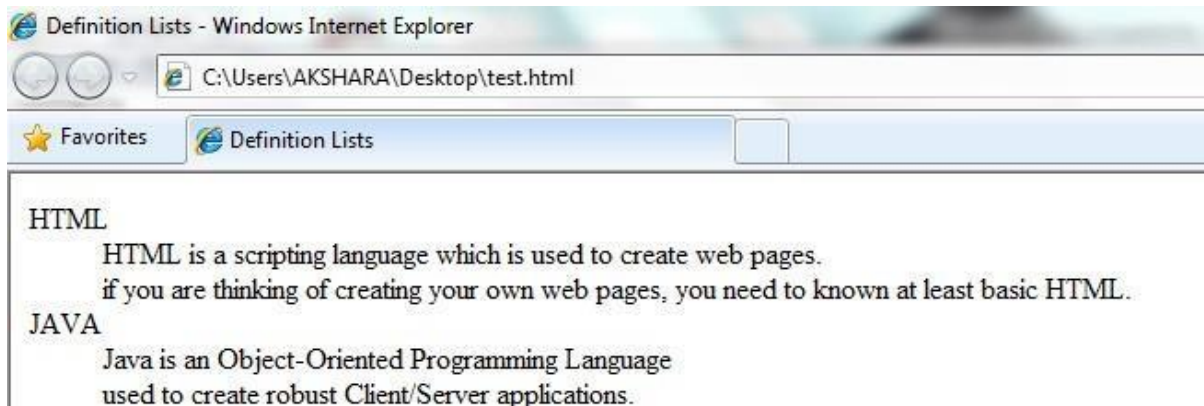 Definition Lists - Windows Internet Explorer
C:\Users\AKSHARA\Desktop\test.html
Favorites
Definition Lists
HTML
HTML is a scripting language which is used to create web pages.
if you are thinking of creating your own web pages, you need to known at least basic HTML.
JAVA
Java is an Object-Oriented Programming Language
used to create robust Client/Server applications.